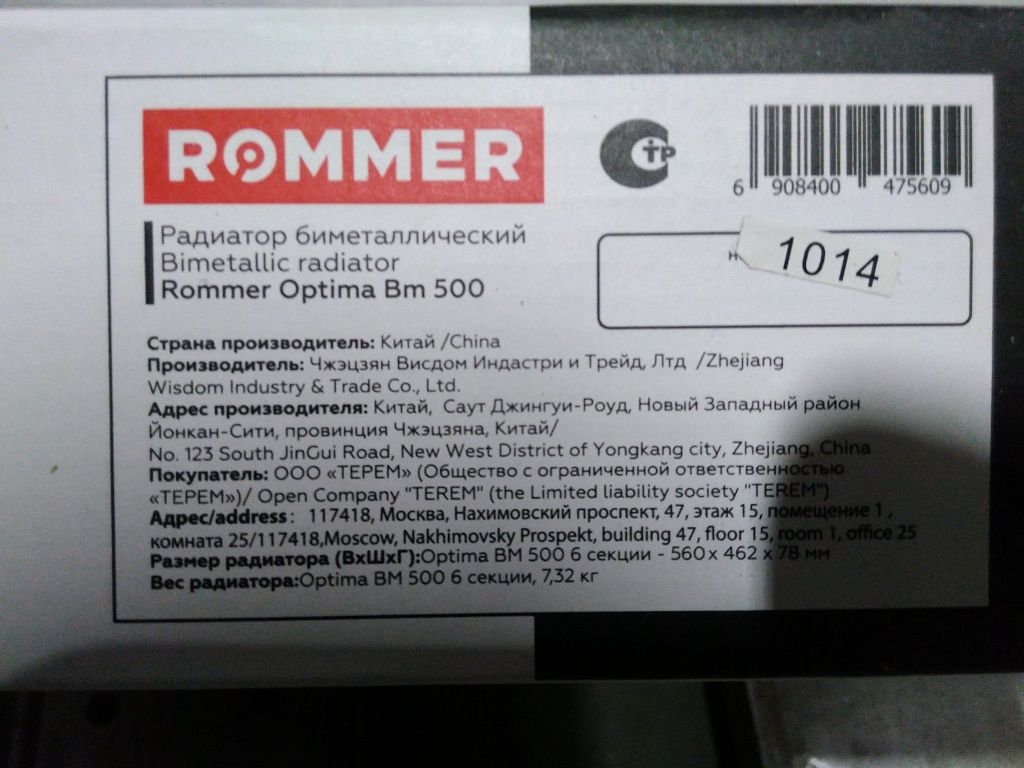 ROMMER
ТР
6 908400 475609
Радиатор биметаллический
Bimetallic radiator
Rommer Optima Bm 500
1014
Страна производитель: Китай /China
Производитель: Чжэцзян Висдом Индастри и Трейд, Лтд /Zhejiang
Wisdom Industry & Trade Co., Ltd.
Адрес производителя: Китай, Саут Джингуи-Роуд, Новый Западный район
Йонкан-Сити, провинция Чжэцзяна, Китай/
No. 123 South JinGui Road, New West District of Yongkang city, Zhejiang, China
Покупатель: ООО «ТЕРЕМ» (Общество с ограниченной ответственностью
«ТЕРЕМ»)/ Open Company "TEREM" (the Limited liability society "TEREM")
Адрес/address: 117418, Москва, Нахимовский проспект, 47, этаж 15, помещение 1,
комната 25/117418,Moscow, Nakhimovsky Prospekt, building 47, floor 15, room 1, office 25
Размер радиатора (ВхШхГ):Optima BM 500 6 секции - 560 x 462 x 78 мм
Вес радиатора:Optima BM 500 6 секции, 7,32 кг